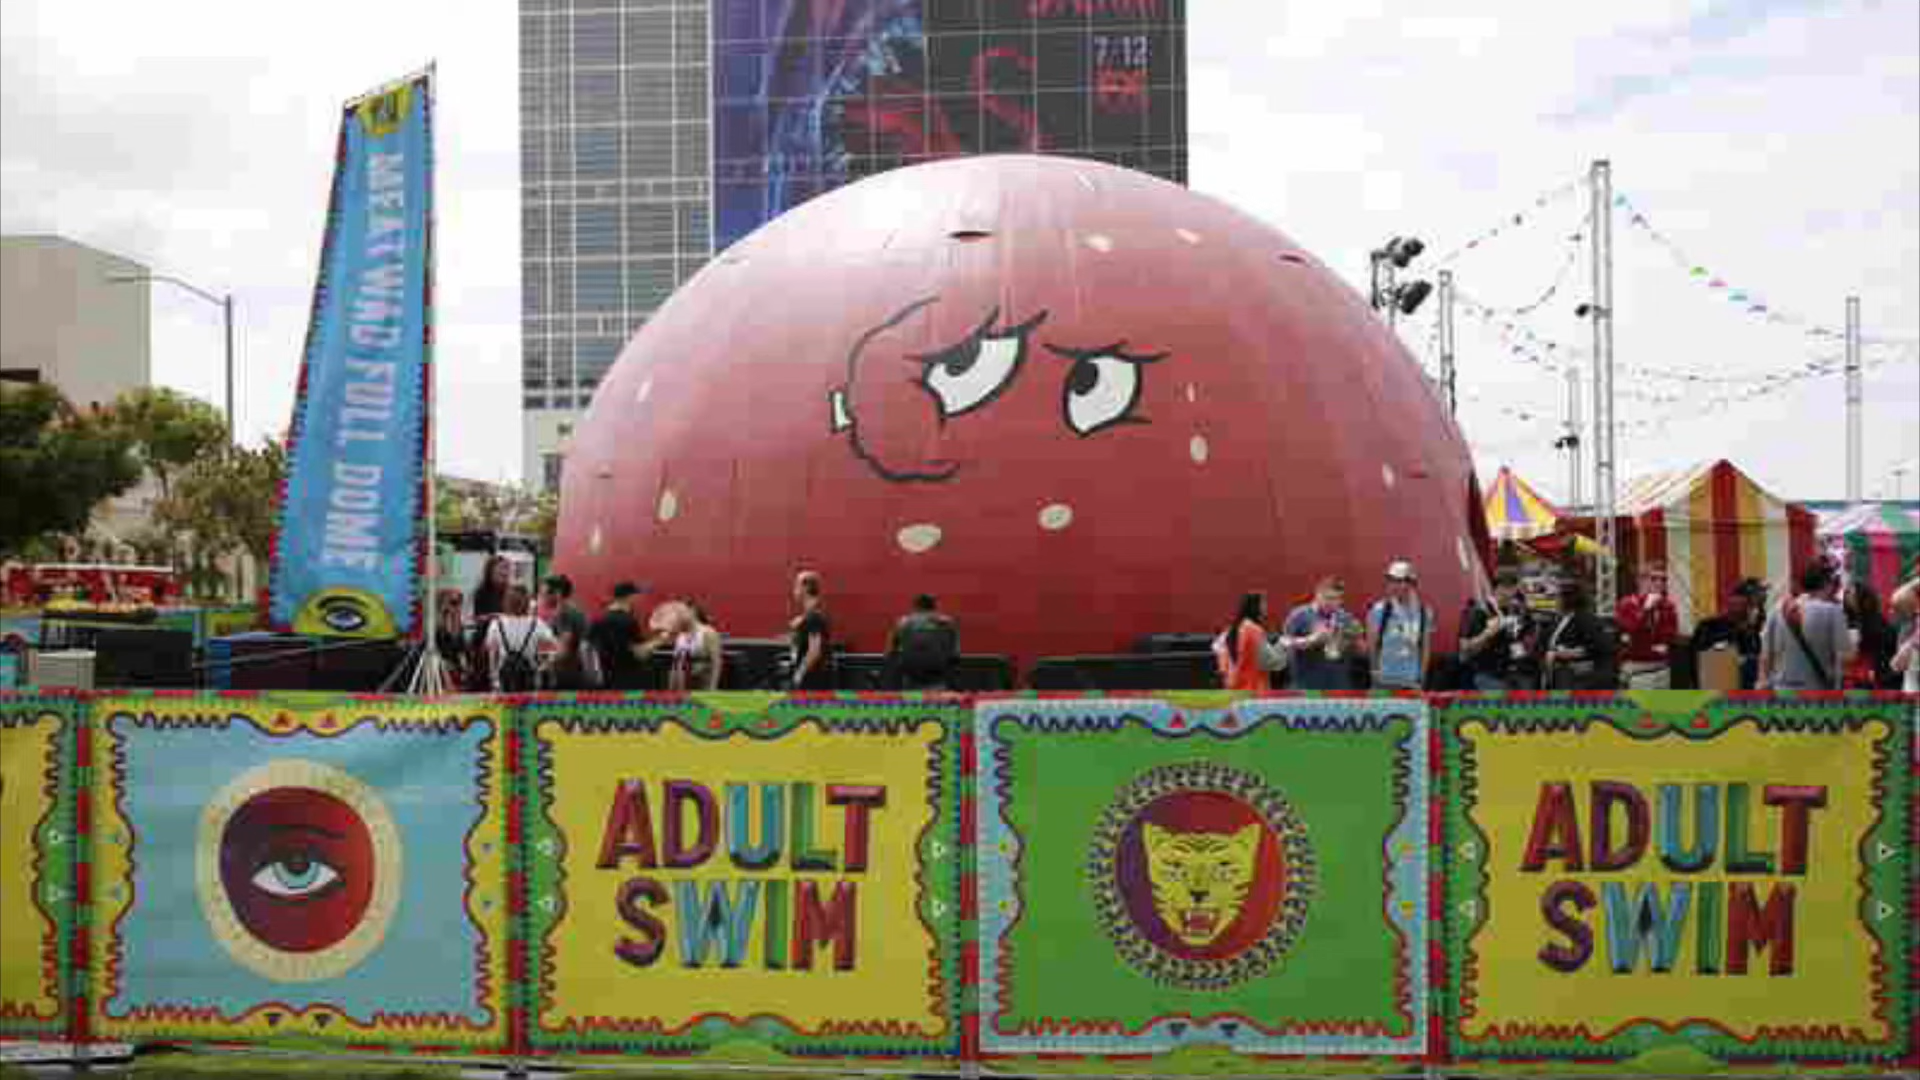 7/12
MEATWAD FULL DOME
ADULT
SWIM
ADULT
SWIM